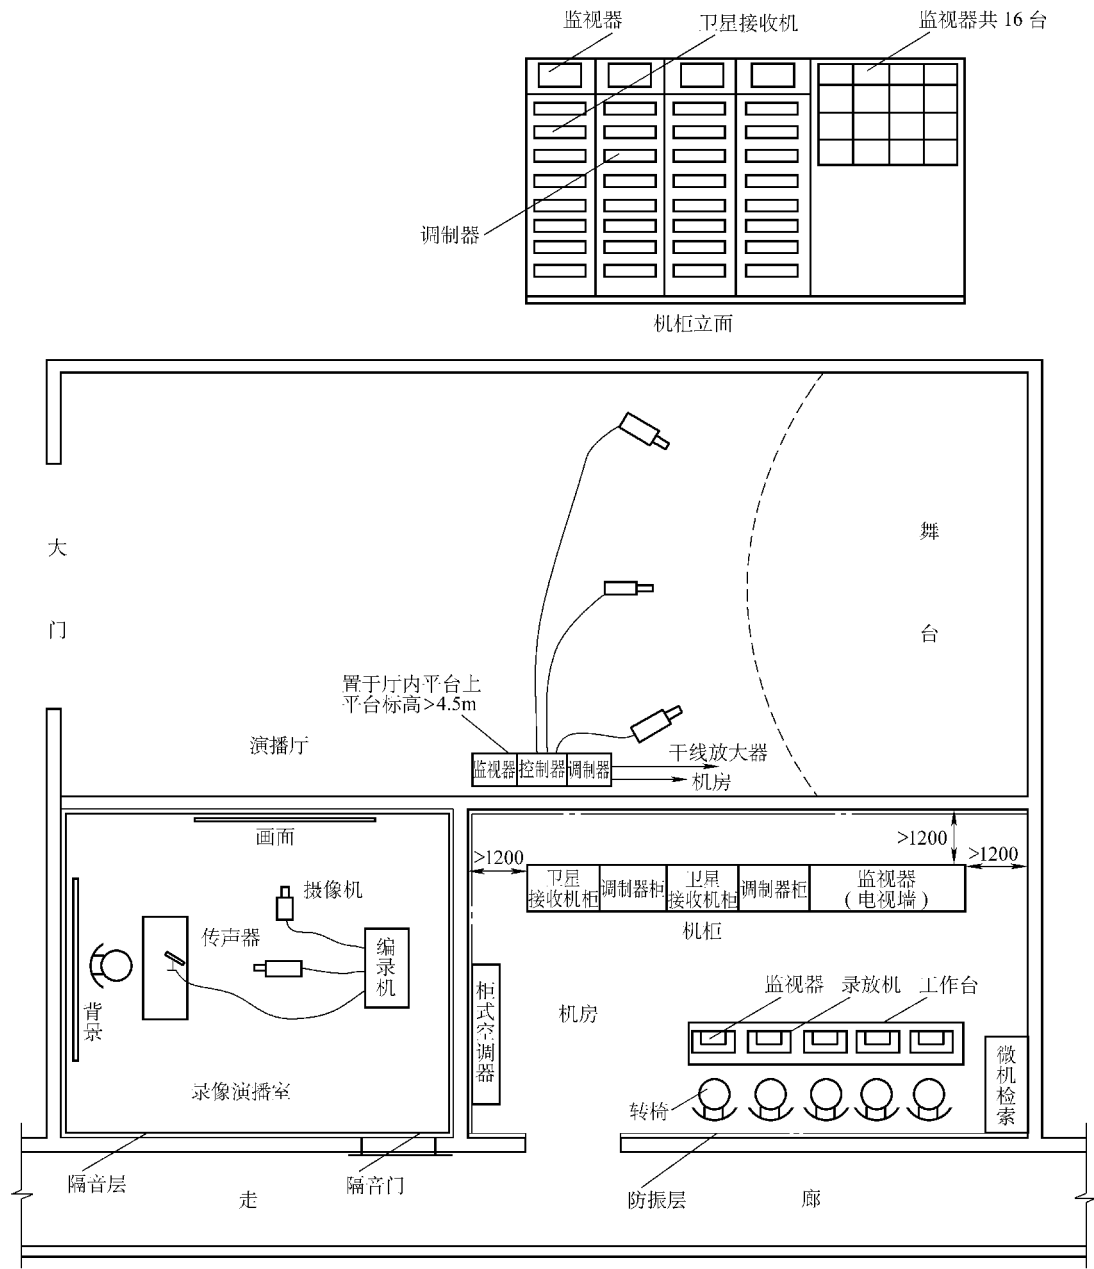 监视器
卫星接收机
监视器共 16 台
调制器
机柜立面
大门
舞台
置于厅内平台上
平台标高>4.5m
演播厅
监视器
控制器
调制器
干线放大器
机房
画面
>1200
>1200
>1200
卫星
接收机柜
调制器柜
卫星
接收机柜
调制器柜
监视器
(电视墙)
机柜
摄像机
传声器
编录机
背景
录像演播室
柜式空调器
机房
监视器
录放机
工作台
微机检索
转椅
隔音层
隔音门
防振层
走
廊